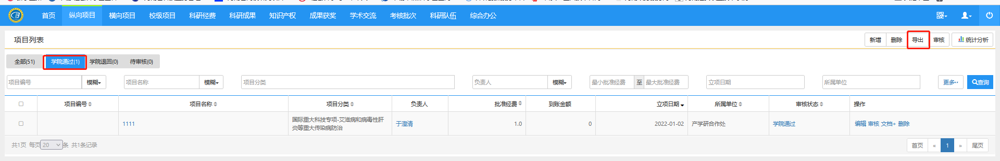 首页 纵向项目 横向项目 校级项目 科研经费 科研成果 知识产权 成果获奖 学术交流 考核批次 科研队伍 综合办公
项目列表 新增 删除 导出 审核 统计分析
全部(51) 学院通过(1) 学院退回(0) 待审核(0)
项目编号 模糊 项目名称 模糊 项目分类 负责人 模糊 最小批准经费 至 最大批准经费 立项日期 所属单位 更多 查询
项目编号 项目名称 项目分类 负责人 批准经费 到账金额 立项日期 所属单位 审核状态 操作
1111 国际重大科技专项-艾滋病和病毒性肝炎等重大传染病防治 于澄清 1.0 0 2022-01-02 产学研合作处 学院通过 编辑 审核 文档+ 删除
共1页 每页 20 条 共1条记录 首页 « 1 » 尾页